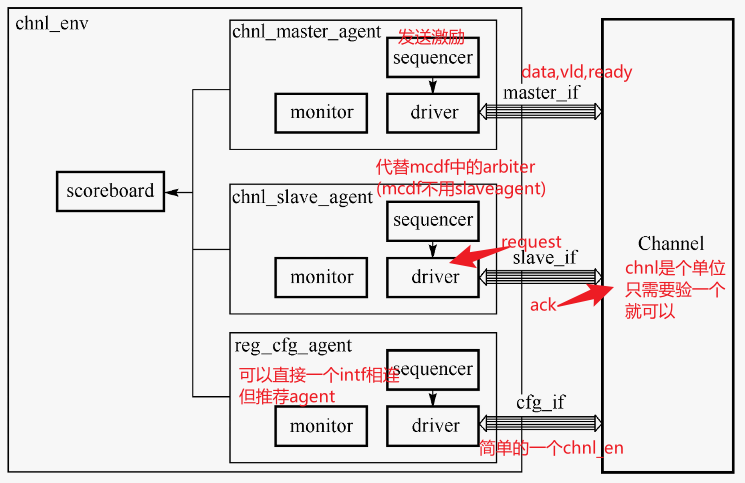 chnl_env
chnl_master_agent
发送激励
sequencer
data,vld,ready
master_if
monitor
driver
scoreboard
代替mcdf中的arbiter
(mcdf不用slaveagent)
chnl_slave_agent
sequencer
request
slave_if
monitor
driver
ack
Channel
chnl是个单位
只需要验一个
就可以
reg_cfg_agent
sequencer
可以直接一个intf相连
但推荐agent
cfg_if
monitor
driver
简单的一个chnl_en